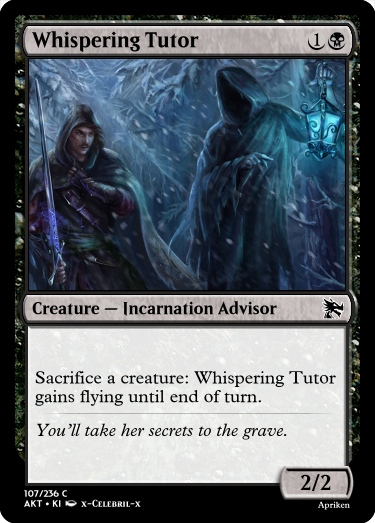 Whispering Tutor 1
Creature — Incarnation Advisor
Sacrifice a creature: Whispering Tutor
gains flying until end of turn.
You'll take her secrets to the grave.
2/2
107/236 C
AKT • KI x-Celebril-x
Apriken